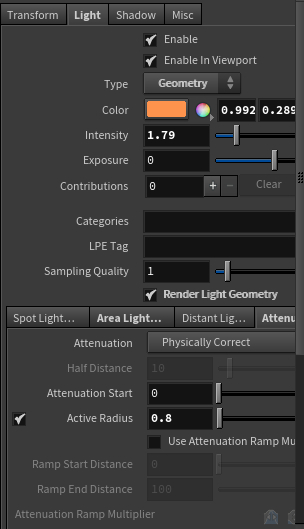 Transform Light Shadow Misc
Enable
Enable In Viewport
Type Geometry
Color 0.992 0.289
Intensity 1.79
Exposure 0
Contributions 0 + − Clear
Categories
LPE Tag
Sampling Quality 1
Render Light Geometry
Spot Light... Area Light... Distant Lig... Attenu
Attenuation Physically Correct
Half Distance 10
Attenuation Start 0
Active Radius 0.8
Use Attenuation Ramp Mu
Ramp Start Distance 0
Ramp End Distance 100
Attenuation Ramp Multiplier